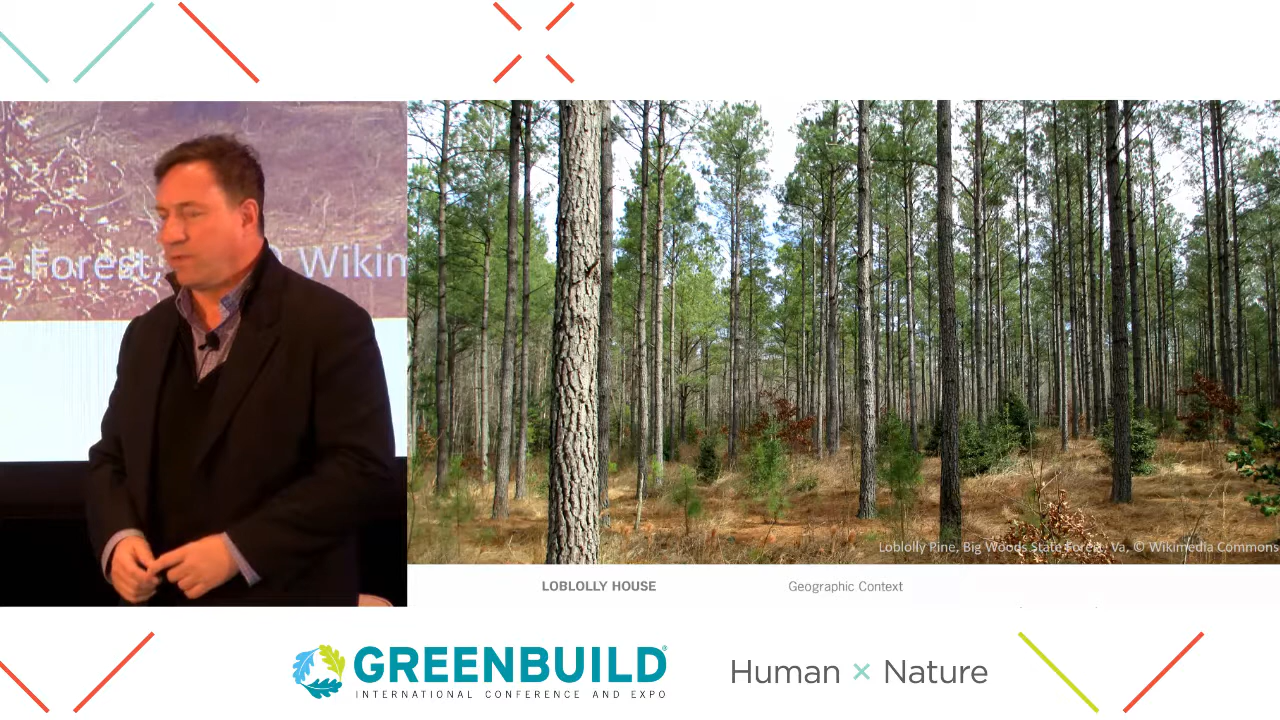 e Forest,
Wikin
Loblolly Pine, Big Woods State Forest, Va, © Wikimedia Commons
LOBLOLLY HOUSE
Geographic Context
GREENBUILD®
INTERNATIONAL CONFERENCE AND EXPO
Human × Nature